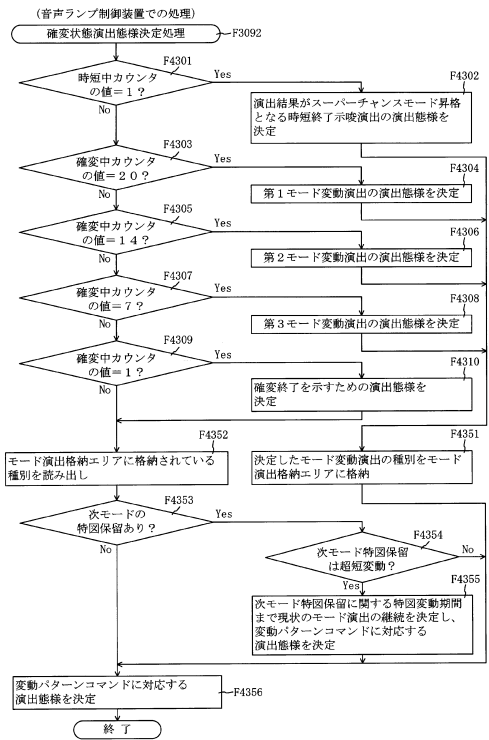 (音声ランプ制御装置での処理)
確変状態演出態様決定処理
F3092
F4301
時短中カウンタ
の値=1?
Yes
No
F4302
演出結果がスーパーチャンスモード昇格
となる時短終了示唆演出の演出態様を
決定
F4303
確変中カウンタ
の値=20?
Yes
No
F4304
第1モード変動演出の演出態様を決定
F4305
確変中カウンタ
の値=14?
Yes
No
F4306
第2モード変動演出の演出態様を決定
F4307
確変中カウンタ
の値=7?
Yes
No
F4308
第3モード変動演出の演出態様を決定
F4309
確変中カウンタ
の値=1?
Yes
No
F4310
確変終了を示すための演出態様を
決定
F4352
モード演出格納エリアに格納されている
種別を読み出し
F4351
決定したモード変動演出の種別をモード
演出格納エリアに格納
F4353
次モードの
特図保留あり?
Yes
No
F4354
次モード特図保留
は超短変動?
No
Yes
F4355
次モード特図保留に関する特図変動期間
まで現状のモード演出の継続を決定し、
変動パターンコマンドに対応する
演出態様を決定
変動パターンコマンドに対応する
演出態様を決定
F4356
終了